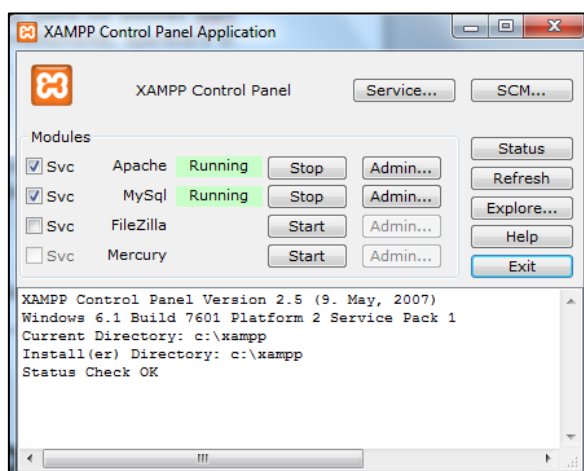 XAMPP Control Panel Application
XAMPP Control Panel Service... SCM...
Modules
Svc Apache Running Stop Admin...
Svc MySql Running Stop Admin...
Svc FileZilla Start Admin...
Svc Mercury Start Admin...
Status
Refresh
Explore...
Help
Exit
XAMPP Control Panel Version 2.5 (9. May, 2007)
Windows 6.1 Build 7601 Platform 2 Service Pack 1
Current Directory: c:\xampp
Install(er) Directory: c:\xampp
Status Check OK